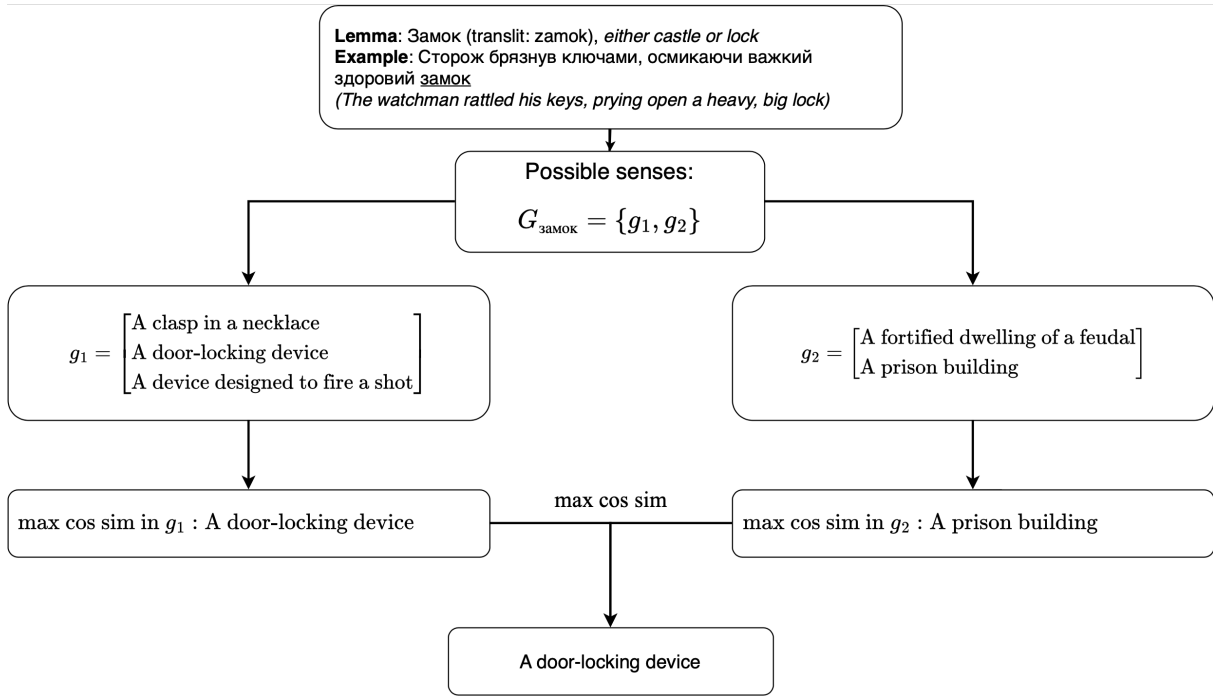 Lemma: Замок (translit: zamok), either castle or lock
Example: Сторож брязнув ключами, осмикаючи важкий
здоровий замок
(The watchman rattled his keys, prying open a heavy, big lock)
Possible senses:
G замок = {g1, g2}
g1 = [A clasp in a necklace
A door-locking device
A device designed to fire a shot]
g2 = [A fortified dwelling of a feudal
A prison building]
max cos sim in g1 : A door-locking device
max cos sim
max cos sim in g2 : A prison building
A door-locking device